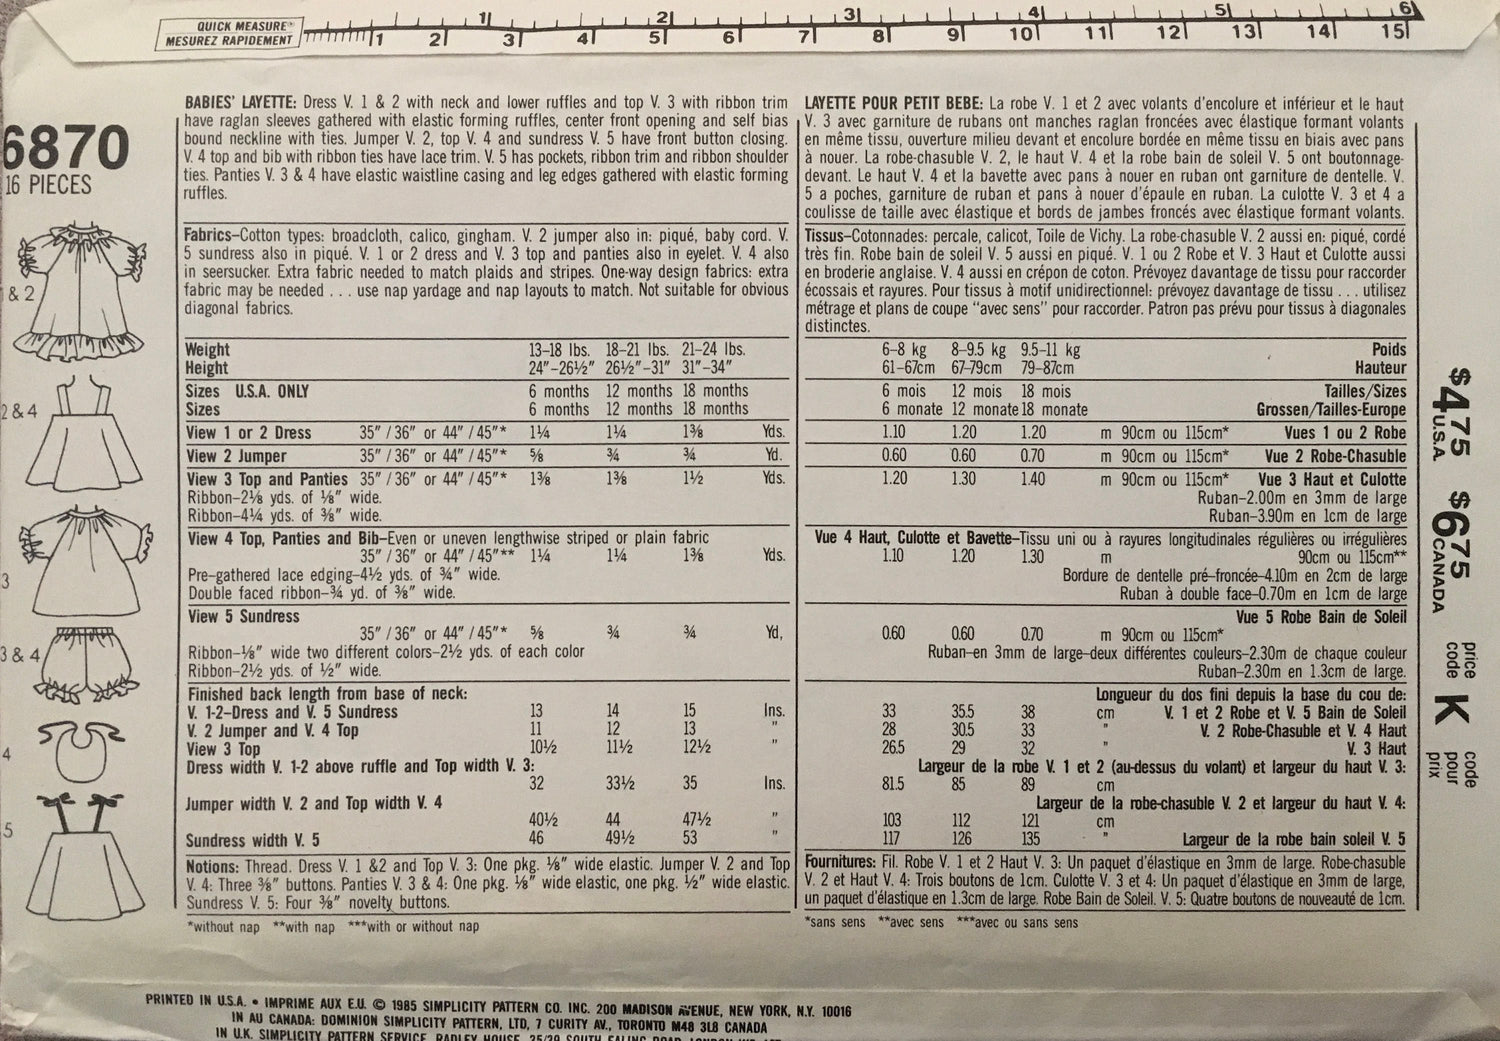 QUICK MEASURE
MESUREZ RAPIDEMENT
1 2 3 4 5 6
1 2 3 4 5 6 7 8 9 10 11 12 13 14 15
6870
16 PIECES
& 2
2 & 4
3
3 & 4
4
5
BABIES' LAYETTE: Dress V. 1 & 2 with neck and lower ruffles and top V. 3 with ribbon trim
have raglan sleeves gathered with elastic forming ruffles, center front opening and self bias
bound neckline with ties. Jumper V. 2, top V. 4 and sundress V. 5 have front button closing.
V. 4 top and bib with ribbon ties have lace trim. V. 5 has pockets, ribbon trim and ribbon shoulder
ties. Panties V. 3 & 4 have elastic waistline casing and leg edges gathered with elastic forming
ruffles.
Fabrics–Cotton types: broadcloth, calico, gingham. V. 2 jumper also in: piqué, baby cord. V.
5 sundress also in piqué. V. 1 or 2 dress and V. 3 top and panties also in eyelet. V. 4 also
in seersucker. Extra fabric needed to match plaids and stripes. One-way design fabrics: extra
fabric may be needed . . . use nap yardage and nap layouts to match. Not suitable for obvious
diagonal fabrics.
Weight 13–18 lbs. 18–21 lbs. 21–24 lbs.
Height 24"–26½" 26½"–31" 31"–34"
Sizes U.S.A. ONLY 6 months 12 months 18 months
Sizes 6 months 12 months 18 months
View 1 or 2 Dress 35" /36" or 44" /45"* 1¼ 1¼ 1⅜ Yds.
View 2 Jumper 35" /36" or 44" /45"* ⅝ ¾ ¾ Yd.
View 3 Top and Panties 35" /36" or 44" /45"* 1⅜ 1⅜ 1½ Yds.
Ribbon–2⅛ yds. of ⅛" wide.
Ribbon–4¼ yds. of ⅜" wide.
View 4 Top, Panties and Bib–Even or uneven lengthwise striped or plain fabric
35" /36" or 44" /45"** 1¼ 1¼ 1⅜ Yds.
Pre-gathered lace edging–4½ yds. of ¾" wide.
Double faced ribbon–¾ yd. of ⅜" wide.
View 5 Sundress
35" /36" or 44" /45"* ⅝ ¾ ¾ Yd,
Ribbon–⅛" wide two different colors–2½ yds. of each color
Ribbon–2½ yds. of ½" wide.
Finished back length from base of neck:
V. 1-2–Dress and V. 5 Sundress 13 14 15 Ins.
V. 2 Jumper and V. 4 Top 11 12 13 "
View 3 Top 10½ 11½ 12½ "
Dress width V. 1-2 above ruffle and Top width V. 3:
32 33½ 35 Ins.
Jumper width V. 2 and Top width V. 4
40½ 44 47½ "
Sundress width V. 5 46 49½ 53 "
Notions: Thread. Dress V. 1 &2 and Top V. 3: One pkg. ⅛" wide elastic. Jumper V. 2 and Top
V. 4: Three ⅜" buttons. Panties V. 3 & 4: One pkg. ⅛" wide elastic, one pkg. ½" wide elastic.
Sundress V. 5: Four ⅜" novelty buttons.
*without nap **with nap ***with or without nap
LAYETTE POUR PETIT BEBE: La robe V. 1 et 2 avec volants d'encolure et inférieur et le haut
V. 3 avec garniture de rubans ont manches raglan froncées avec élastique formant volants
en même tissu, ouverture milieu devant et encolure bordée en même tissu en biais avec pans
à nouer. La robe-chasuble V. 2, le haut V. 4 et la robe bain de soleil V. 5 ont boutonnage-
devant. Le haut V. 4 et la bavette avec pans à nouer en ruban ont garniture de dentelle. V.
5 a poches, garniture de ruban et pans à nouer d'épaule en ruban. La culotte V. 3 et 4 a
coulisse de taille avec élastique et bords de jambes froncés avec élastique formant volants.
Tissus–Cotonnades: percale, calicot, Toile de Vichy. La robe-chasuble V. 2 aussi en: piqué, cordé
très fin. Robe bain de soleil V. 5 aussi en piqué. V. 1 ou 2 Robe et V. 3 Haut et Culotte aussi
en broderie anglaise. V. 4 aussi en crépon de coton. Prévoyez davantage de tissu pour raccorder
écossais et rayures. Pour tissus à motif unidirectionnel: prévoyez davantage de tissu . . . utilisez
métrage et plans de coupe "avec sens" pour raccorder. Patron pas prévu pour tissus à diagonales
distinctes.
6–8 kg 8–9.5 kg 9.5–11 kg Poids
61–67cm 67–79cm 79–87cm Hauteur
6 mois 12 mois 18 mois Tailles/Sizes
6 monate 12 monate 18 monate Grossen/Tailles-Europe
1.10 1.20 1.20 m 90cm ou 115cm* Vues 1 ou 2 Robe
0.60 0.60 0.70 m 90cm ou 115cm* Vue 2 Robe-Chasuble
1.20 1.30 1.40 m 90cm ou 115cm* Vue 3 Haut et Culotte
Ruban–2.00m en 3mm de large
Ruban–3.90m en 1cm de large
Vue 4 Haut, Culotte et Bavette–Tissu uni ou à rayures longitudinales régulières ou irrégulières
1.10 1.20 1.30 m 90cm ou 115cm**
Bordure de dentelle pré–froncée–4.10m en 2cm de large
Ruban à double face–0.70m en 1cm de large
Vue 5 Robe Bain de Soleil
0.60 0.60 0.70 m 90cm ou 115cm*
Ruban–en 3mm de large–deux différentes couleurs–2.30m de chaque couleur
Ruban–2.30m en 1.3cm de large.
Longueur du dos fini depuis la base du cou de:
33 35.5 38 cm V. 1 et 2 Robe et V. 5 Bain de Soleil
28 30.5 33 " V. 2 Robe-Chasuble et V. 4 Haut
26.5 29 32 " V. 3 Haut
Largeur de la robe V. 1 et 2 (au-dessus du volant) et largeur du haut V. 3:
81.5 85 89 cm
Largeur de la robe-chasuble V. 2 et largeur du haut V. 4:
103 112 121 cm
117 126 135 " Largeur de la robe bain soleil V. 5
Fournitures: Fil. Robe V. 1 et 2 Haut V. 3: Un paquet d'élastique en 3mm de large. Robe-chasuble
V. 2 et Haut V. 4: Trois boutons de 1cm. Culotte V. 3 et 4: Un paquet d'élastique en 3mm de large,
un paquet d'élastique en 1.3cm de large. Robe Bain de Soleil. V. 5: Quatre boutons de nouveauté de 1cm.
*sans sens **avec sens ***avec ou sans sens
$4.75 U.S.A.
$6.75 CANADA
price
code
K
code
pour
prix
PRINTED IN U.S.A. • IMPRIME AUX E.U. © 1985 SIMPLICITY PATTERN CO. INC. 200 MADISON AVENUE, NEW YORK, N.Y. 10016
IN AU CANADA: DOMINION SIMPLICITY PATTERN, LTD, 7 CURITY AV., TORONTO M4B 3L8 CANADA
IN U.K. SIMPLICITY PATTERN SERVICE, RADLEY HOUSE,